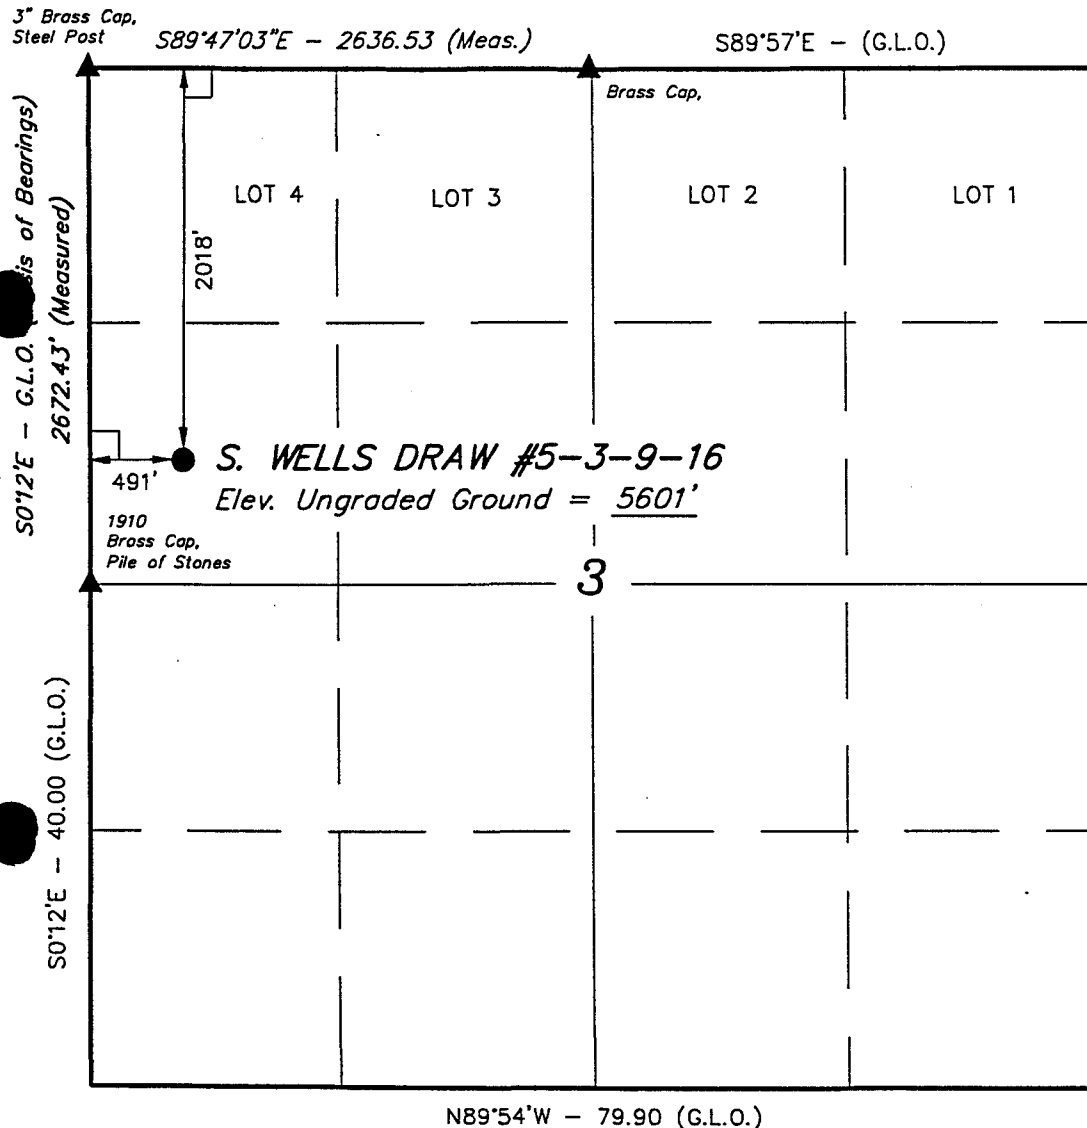 3" Brass Cap,
Steel Post
S89°47'03"E – 2636.53 (Meas.)
S89°57'E – (G.L.O.)
Brass Cap,
S0°12'E – G.L.O. of Bearings)
2672.43' (Measured)
LOT 4
LOT 3
LOT 2
LOT 1
2018'
491'
S. WELLS DRAW #5-3-9-16
Elev. Ungraded Ground = 5601'
1910
Brass Cap,
Pile of Stones
3
S0°12'E – 40.00 (G.L.O.)
N89°54'W – 79.90 (G.L.O.)